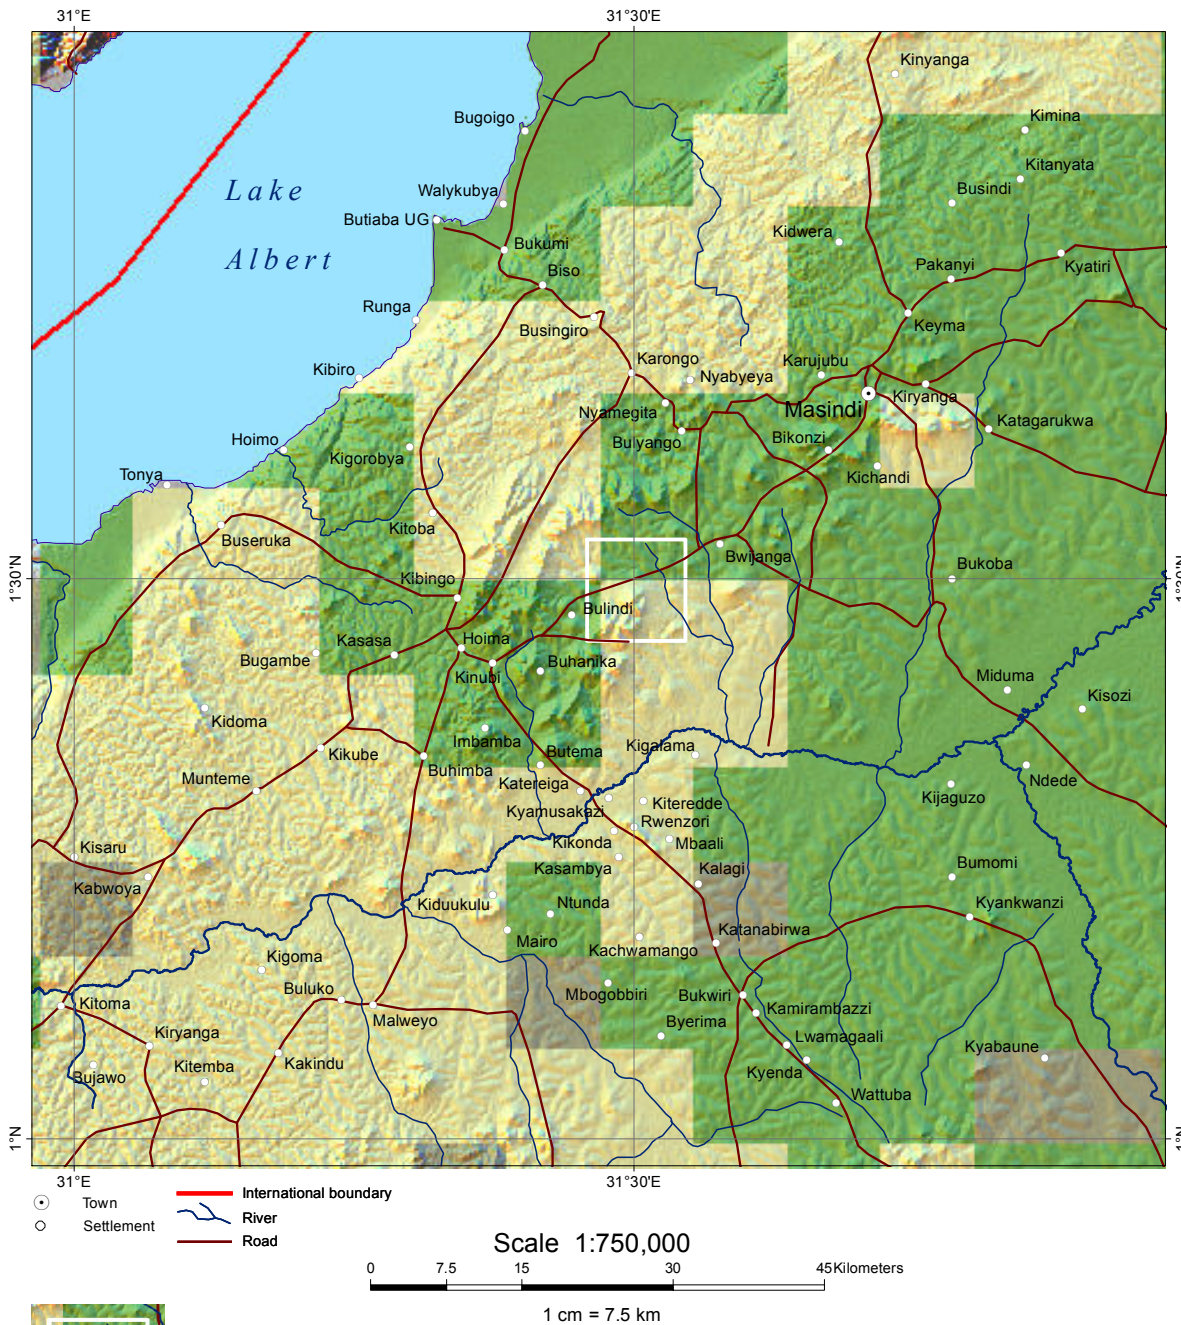 31°E
31°30'E
Kinyanga
Bugoigo
Kimina
Kitanyata
Lake
Walykubya
Busindi
Butiaba UG
Kidwera
Bukumi
Albert
Pakanyi
Kyatiri
Biso
Runga
Busingiro
Keyma
Karongo
Karujubu
Kibiro
Nyabyeya
Kiryanga
Masindi
Nyamegita
Katagarukwa
Hoimo
Bulyango
Bikonzi
Kigorobya
Tonya
Kichandi
Kitoba
Buseruka
Bwijanga
Bukoba
1°30'N
1°30'N
Kibingo
Bulindi
Kasasa
Hoima
Bugambe
Buhanika
Kinubi
Miduma
Kisozi
Kidoma
Imbamba
Kikube
Butema
Kigalama
Buhimba
Munteme
Katereiga
Ndede
Kyamusakazi
Kiteredde
Kijaguzo
Rwenzori
Kikonda
Mbaali
Kisaru
Kasambya
Kalagi
Bumomi
Kabwoya
Kiduukulu
Ntunda
Kyankwanzi
Katanabirwa
Mairo
Kachwamango
Kigoma
Buluko
Mbogobbiri
Bukwiri
Kitoma
Malweyo
Kamirambazzi
Byerima
Kiryanga
Lwamagaali
Kakindu
Kyabaune
Bujawo
Kitemba
Kyenda
Wattuba
1°N
1°N
31°E
31°30'E
Town
International boundary
Settlement
River
Road
Scale 1:750,000
0 7.5 15 30 45 Kilometers
1 cm = 7.5 km